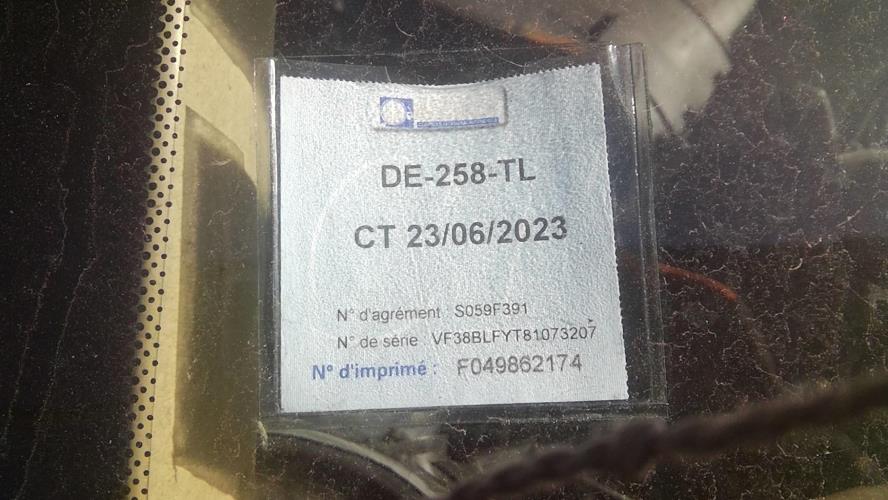 DE-258-TL
CT 23/06/2023
N° d'agrément S059F391
N° de série VF38BLFYT81073207
N° d'imprimé : F049862174